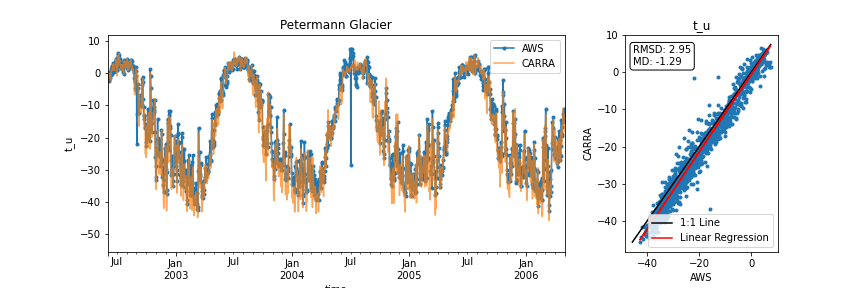 Petermann Glacier
t_u
10
0
−10
−20
−30
−40
−50
t_u
AWS
CARRA
Jul
Jan
2003
Jul
Jan
2004
Jul
Jan
2005
Jul
Jan
2006
time
10
0
−10
−20
−30
−40
CARRA
RMSD: 2.95
MD: -1.29
1:1 Line
Linear Regression
−40
−20
0
AWS